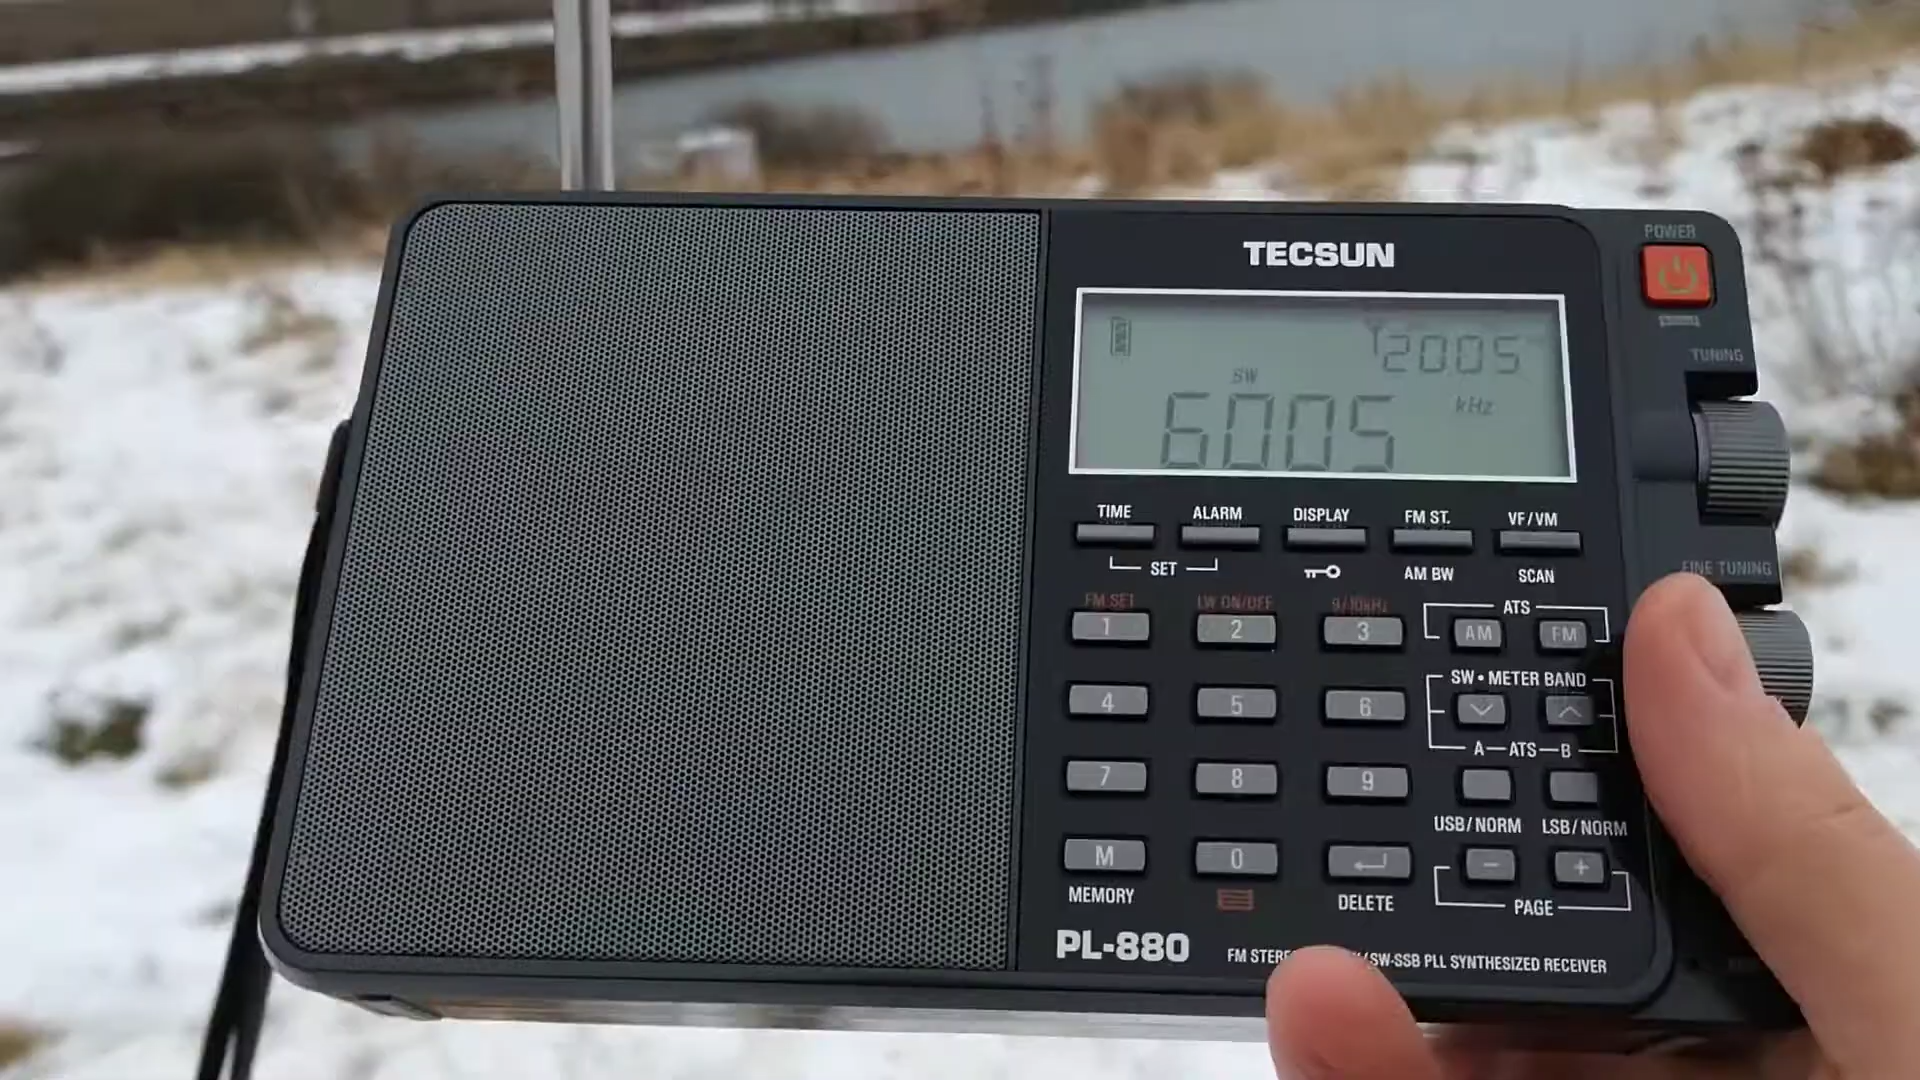 TECSUN
POWER
TUNING
2005
SW
6005 kHz
TIME ALARM DISPLAY FM ST. VF/VM
SET AM BW SCAN
FINE TUNING
FM SET LW ON/OFF 9/10kHz ATS
1 2 3 AM FM
SW•METER BAND
4 5 6
A—ATS—B
7 8 9
USB/NORM LSB/NORM
M 0 - +
MEMORY DELETE PAGE
PL-880
FM SW-SSB PLL SYNTHESIZED RECEIVER